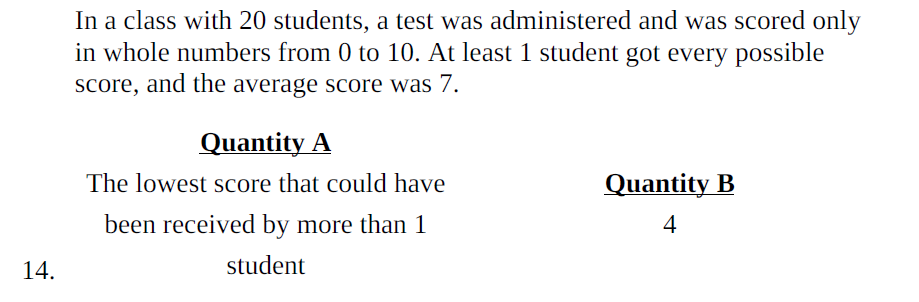 In a class with 20 students, a test was administered and was scored only
in whole numbers from 0 to 10. At least 1 student got every possible
score, and the average score was 7.
Quantity A
The lowest score that could have
been received by more than 1
student
Quantity B
4
14.